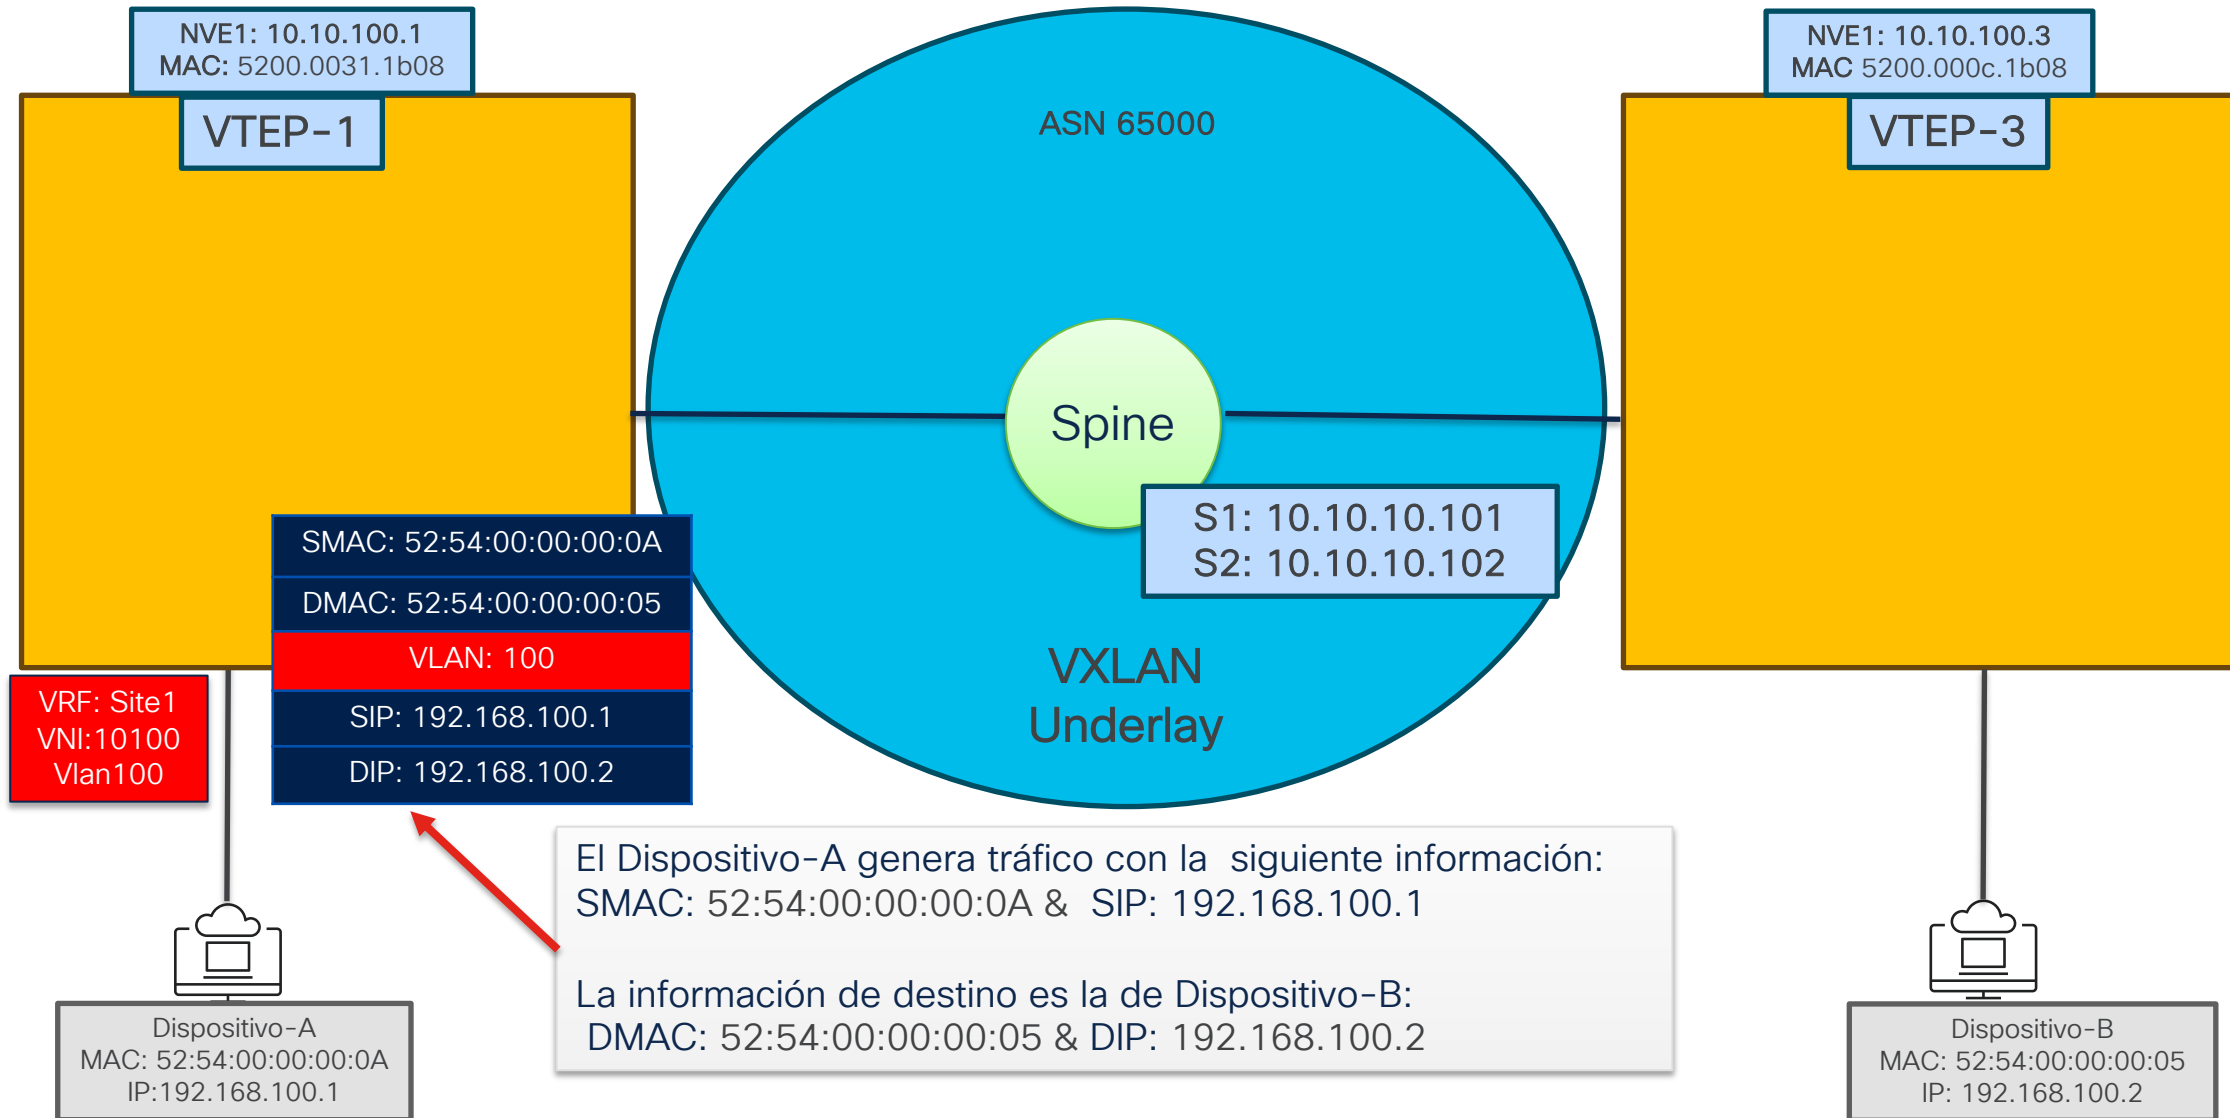 NVE1: 10.10.100.1
MAC: 5200.0031.1b08
VTEP-1
ASN 65000
NVE1: 10.10.100.3
MAC 5200.000c.1b08
VTEP-3
Spine
S1: 10.10.10.101
S2: 10.10.10.102
VXLAN
Underlay
SMAC: 52:54:00:00:00:0A
DMAC: 52:54:00:00:00:05
VLAN: 100
SIP: 192.168.100.1
DIP: 192.168.100.2
VRF: Site1
VNI:10100
Vlan100
El Dispositivo-A genera tráfico con la siguiente información:
SMAC: 52:54:00:00:00:0A & SIP: 192.168.100.1
La información de destino es la de Dispositivo-B:
DMAC: 52:54:00:00:00:05 & DIP: 192.168.100.2
Dispositivo-A
MAC: 52:54:00:00:00:0A
IP:192.168.100.1
Dispositivo-B
MAC: 52:54:00:00:00:05
IP: 192.168.100.2